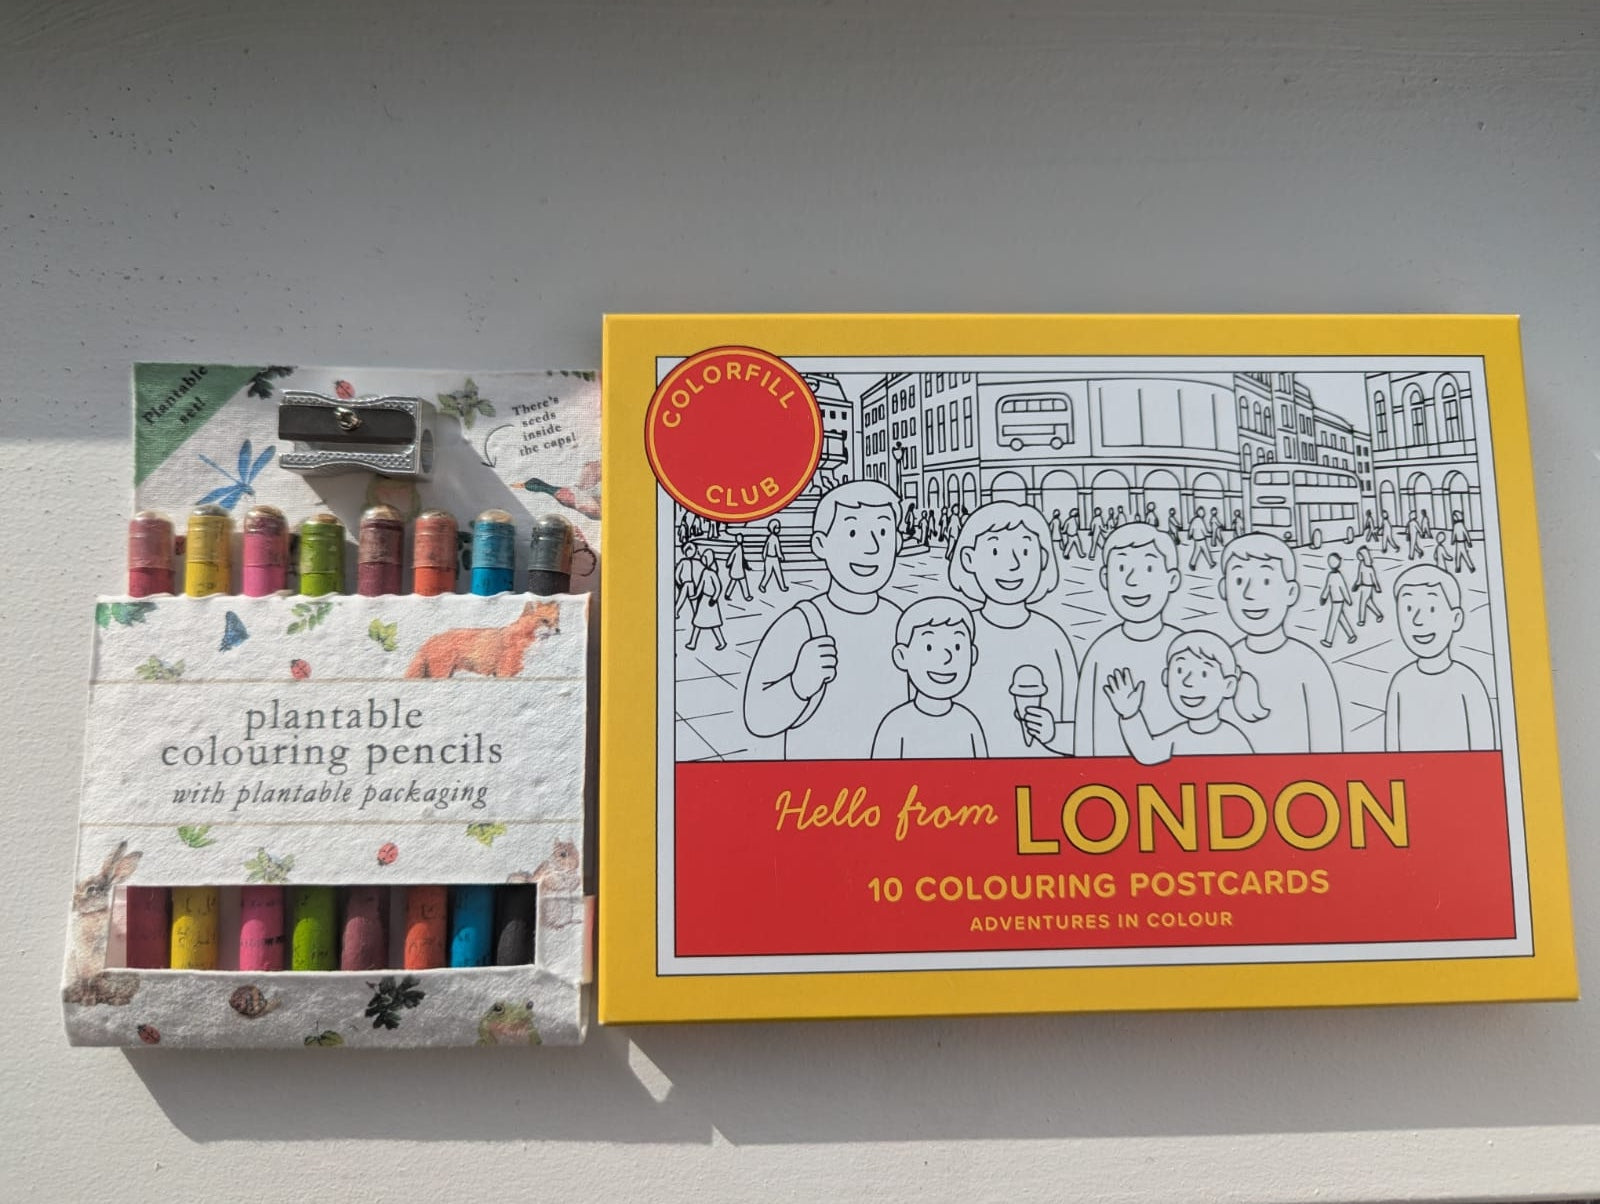 Plantable
set!
There's
seeds
inside
the caps!
plantable
colouring pencils
with plantable packaging
COLORFILL
CLUB
Hello from LONDON
10 COLOURING POSTCARDS
ADVENTURES IN COLOUR